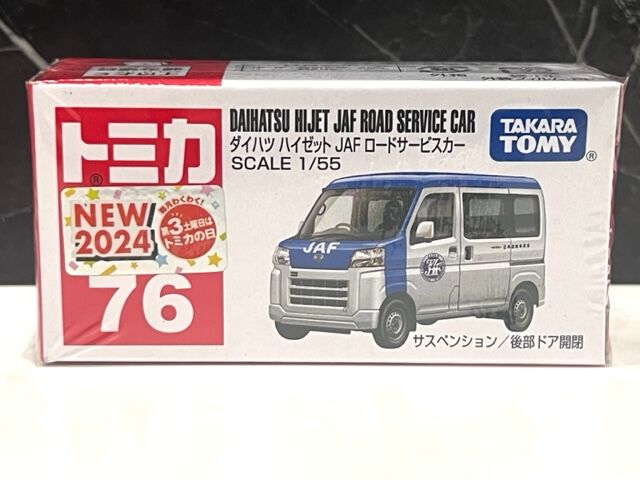 トミカ
®
NEW
2024
毎月わくわく!
第3土曜日は
トミカの日
76
DAIHATSU HIJET JAF ROAD SERVICE CAR
ダイハツ ハイゼット JAF ロードサービスカー
SCALE 1/55
TAKARA
TOMY
®
JAF
サスペンション/後部ドア開閉